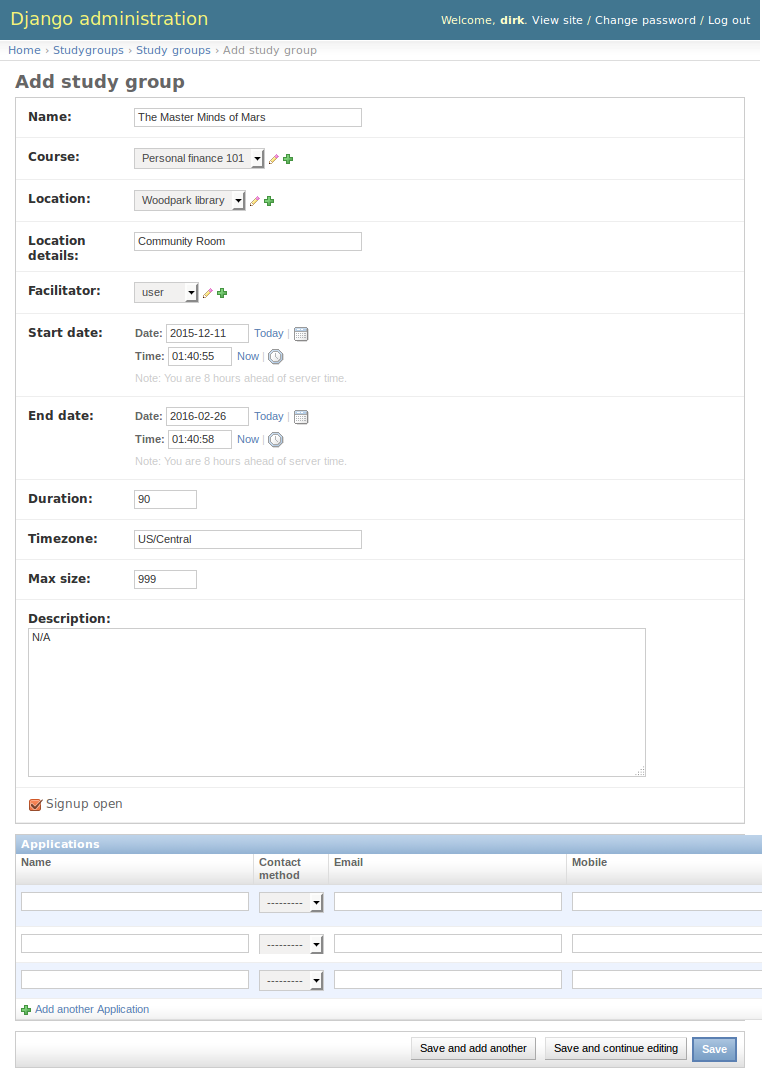 Django administration
Welcome, dirk. View site / Change password / Log out
Home › Studygroups › Study groups › Add study group
Add study group
Name: The Master Minds of Mars
Course: Personal finance 101
Location: Woodpark library
Location details: Community Room
Facilitator: user
Start date: Date: 2015-12-11 Today |
Time: 01:40:55 Now |
Note: You are 8 hours ahead of server time.
End date: Date: 2016-02-26 Today |
Time: 01:40:58 Now |
Note: You are 8 hours ahead of server time.
Duration: 90
Timezone: US/Central
Max size: 999
Description:
N/A
Signup open
Applications
Name Contact method Email Mobile
---------
---------
---------
Add another Application
Save and add another Save and continue editing Save